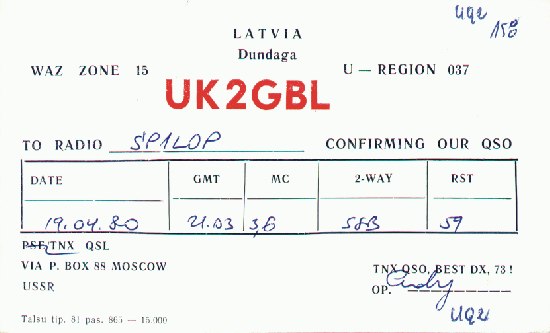 UQ2
150
LATVIA
Dundaga
WAZ ZONE 15
U — REGION 037
UK2GBL
TO RADIO SP1LOP CONFIRMING OUR QSO
DATE GMT MC 2-WAY RST
19.04.80 21.03 3,6 SSB 59
PSE/TNX QSL
VIA P. BOX 88 MOSCOW
USSR
TNX QSO, BEST DX, 73!
OP. Andy
UQ2
Talsu tip. 81 pas. 865 — 15.000